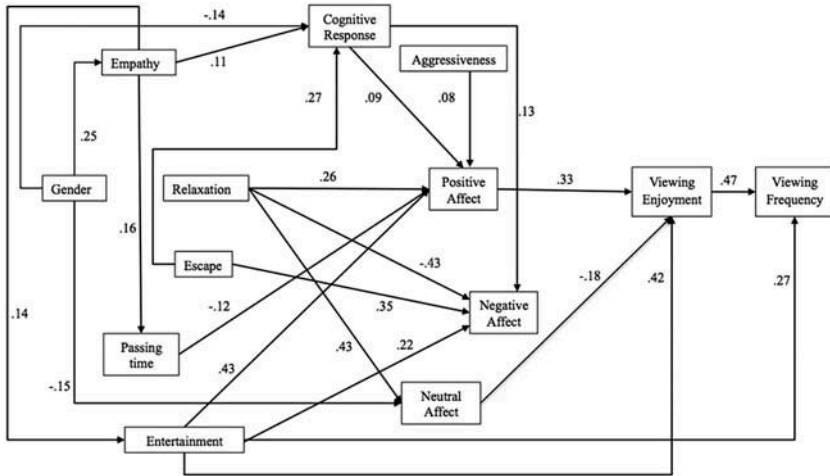 -.14
Cognitive
Response
Empathy
.11
Aggressiveness
.27
.09
.08
.13
.25
Gender
Relaxation
.26
Positive
Affect
.33
Viewing
Enjoyment
.47
Viewing
Frequency
.16
Escape
-.43
-.18
.42
.27
.14
-.12
.35
Negative
Affect
Passing
time
.43
.22
.43
-.15
Neutral
Affect
Entertainment